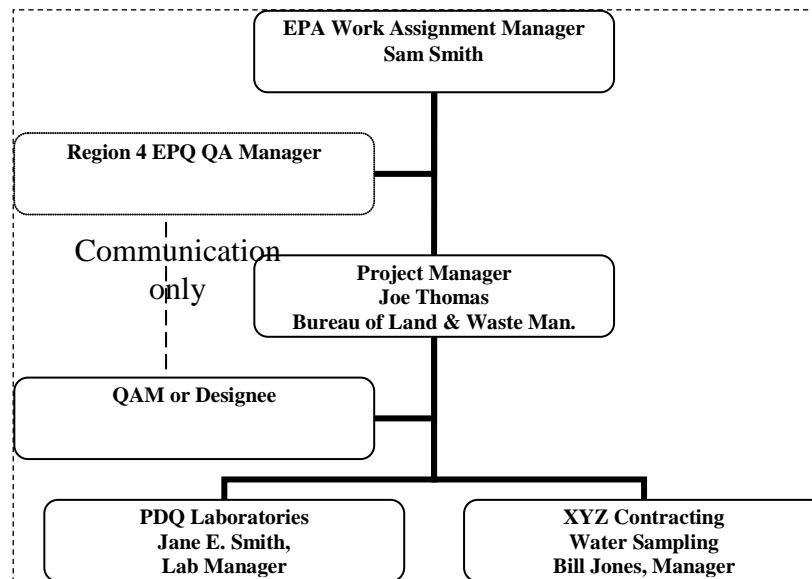 EPA Work Assignment Manager
Sam Smith
Region 4 EPQ QA Manager
Communication
only
Project Manager
Joe Thomas
Bureau of Land & Waste Man.
QAM or Designee
PDQ Laboratories
Jane E. Smith,
Lab Manager
XYZ Contracting
Water Sampling
Bill Jones, Manager